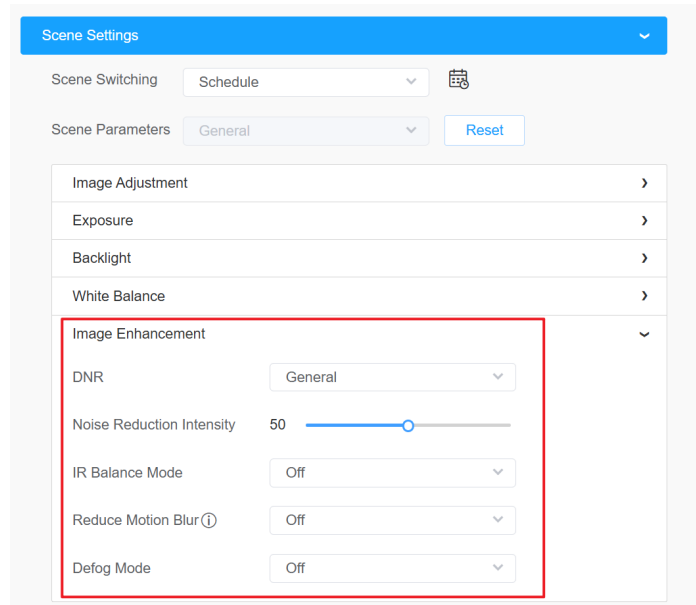 Scene Settings
Scene Switching Schedule
Scene Parameters General Reset
Image Adjustment
Exposure
Backlight
White Balance
Image Enhancement
DNR General
Noise Reduction Intensity 50
IR Balance Mode Off
Reduce Motion Blur Off
Defog Mode Off